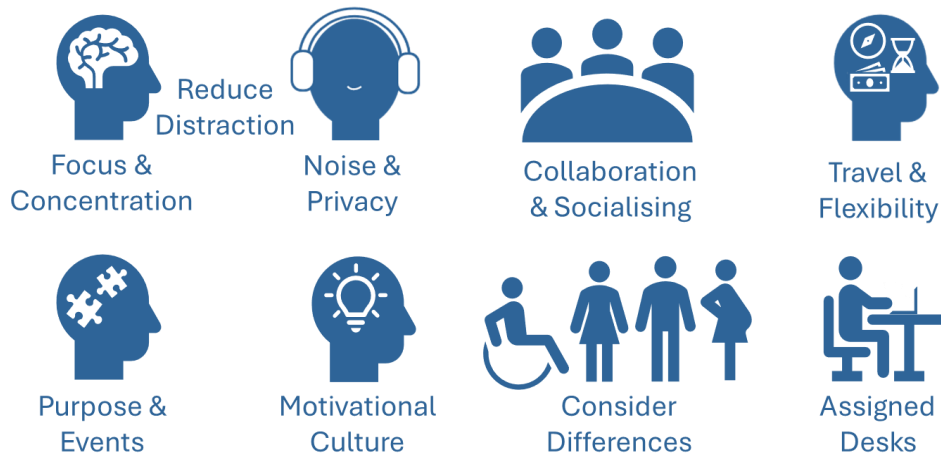 Reduce
Distraction
Focus &
Concentration
Noise &
Privacy
Collaboration
& Socialising
Travel &
Flexibility
Purpose &
Events
Motivational
Culture
Consider
Differences
Assigned
Desks